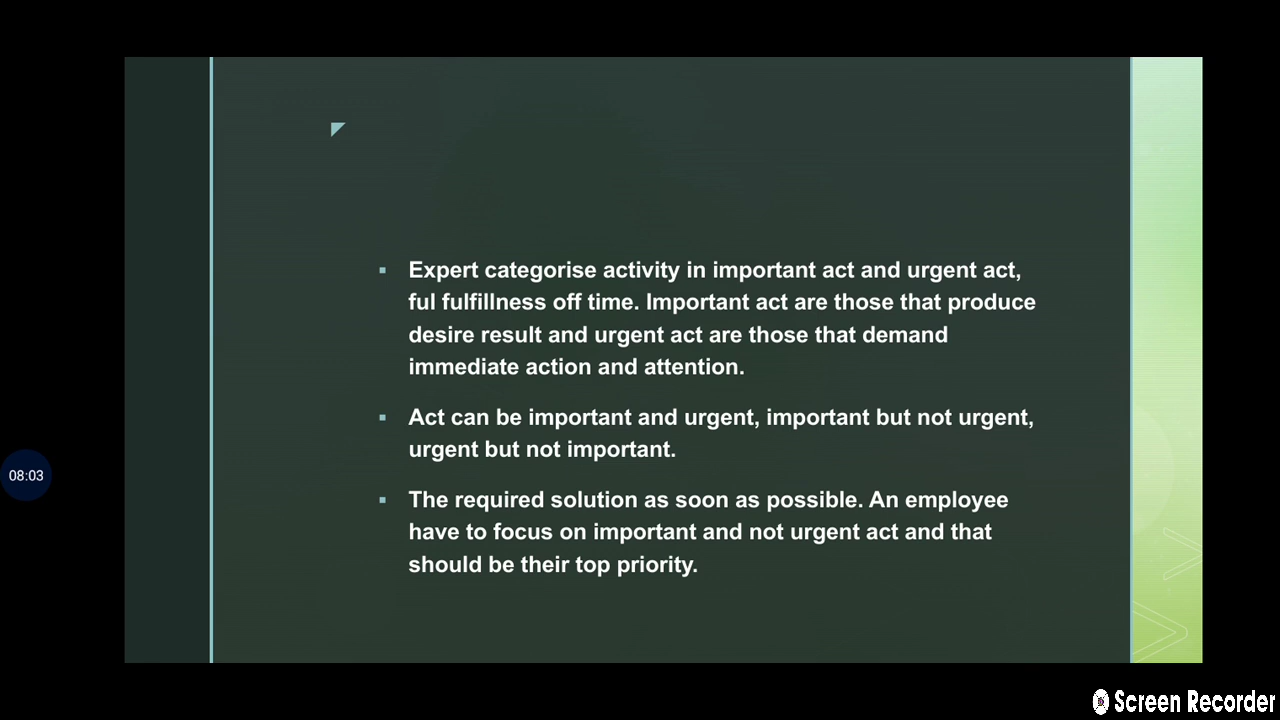 Expert categorise activity in important act and urgent act,
ful fulfillness off time. Important act are those that produce
desire result and urgent act are those that demand
immediate action and attention.
Act can be important and urgent, important but not urgent,
urgent but not important.
08:03
The required solution as soon as possible. An employee
have to focus on important and not urgent act and that
should be their top priority.
Screen Recorder